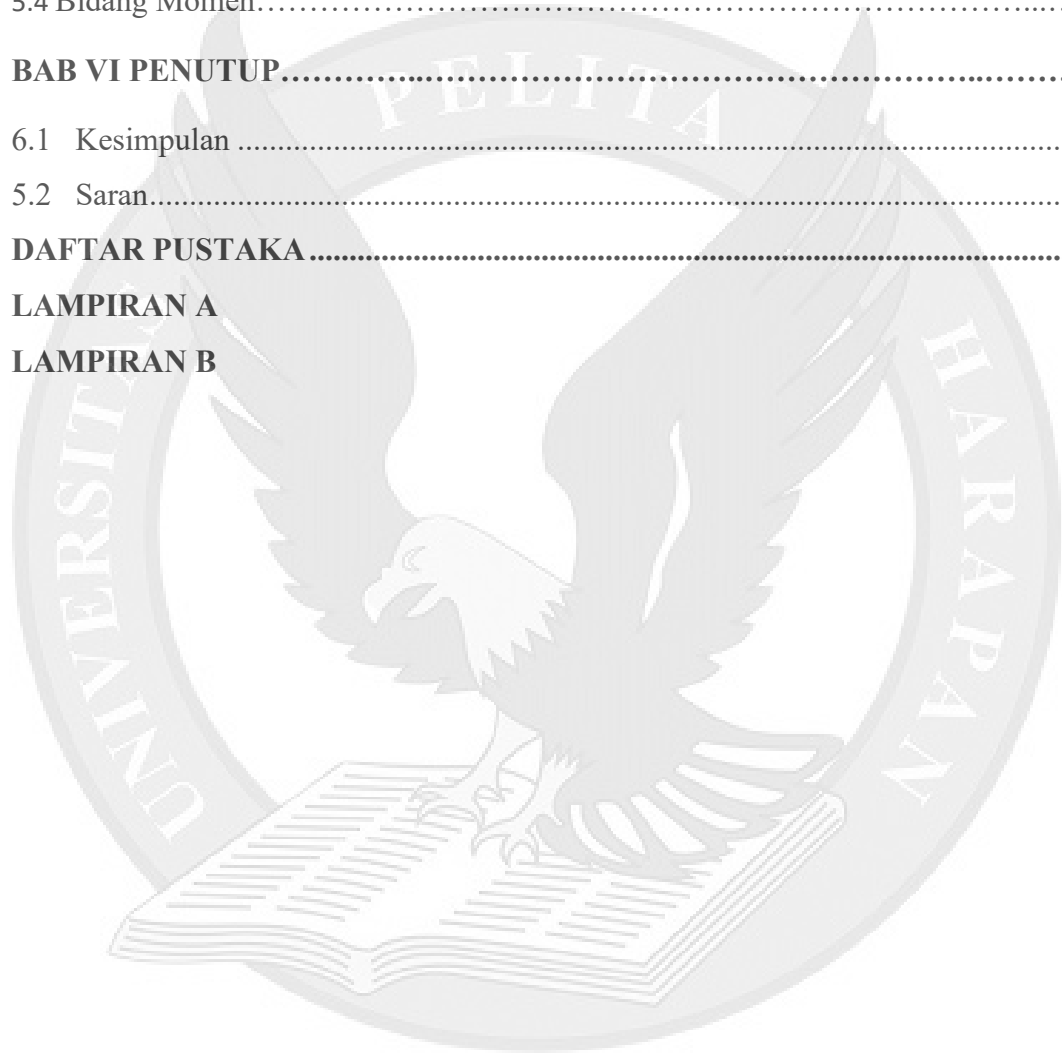 5.4 Bidang Momen……………………………………………………………...…
BAB VI PENUTUP…………...……………………………………………...……
6.1 Kesimpulan ..........................................................................................
5.2 Saran....................................................................................................
DAFTAR PUSTAKA..................................................................................
LAMPIRAN A
LAMPIRAN B
UNIVERSITAS PELITA HARAPAN